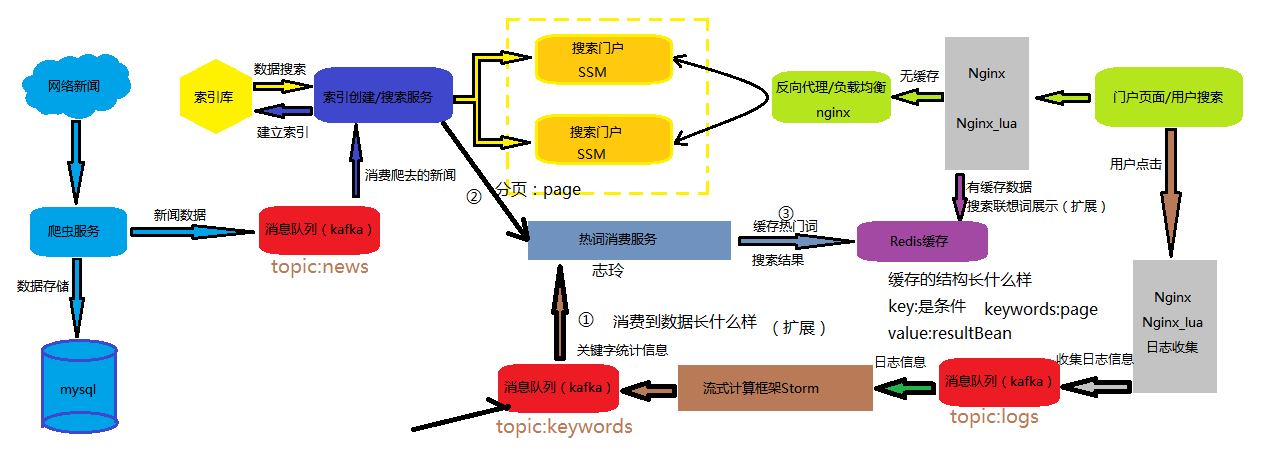 网络新闻
爬虫服务
数据存储
mysql
新闻数据
消息队列（kafka）
topic:news
消费爬去的新闻
索引库
数据搜索
建立索引
索引创建/搜索服务
搜索门户
SSM
搜索门户
SSM
反向代理/负载均衡
nginx
无缓存
Nginx
Nginx_lua
门户页面/用户搜索
用户点击
有缓存数据
搜索联想词展示（扩展）
② 分页：page
热词消费服务
志玲
③
缓存热门词
搜索结果
Redis缓存
缓存的结构长什么样
key:是条件 keywords:page
value:resultBean
① 消费到数据长什么样 （扩展）
关键字统计信息
消息队列（kafka）
topic:keywords
流式计算框架Storm
日志信息
消息队列（kafka）
topic:logs
收集日志信息
Nginx
Nginx_lua
日志收集